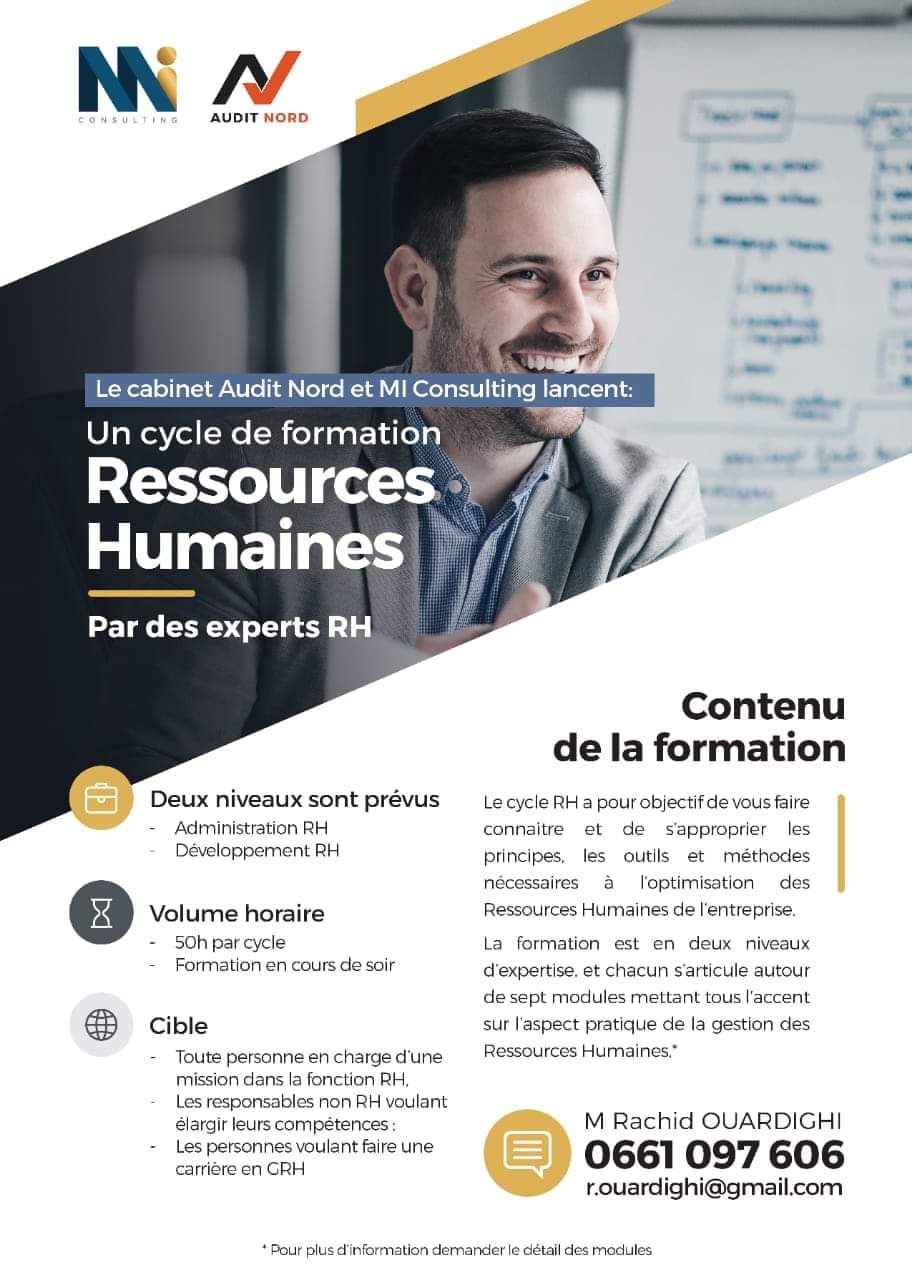 Mi
CONSULTING
AUDIT NORD
Le cabinet Audit Nord et MI Consulting lancent:
Un cycle de formation
Ressources
Humaines
Par des experts RH
Contenu
de la formation
Deux niveaux sont prévus
- Administration RH
- Développement RH
Volume horaire
- 50h par cycle
- Formation en cours de soir
Cible
- Toute personne en charge d'une
mission dans la fonction RH,
- Les responsables non RH voulant
élargir leurs compétences ;
- Les personnes voulant faire une
carrière en GRH
Le cycle RH a pour objectif de vous faire
connaitre et de s'approprier les
principes, les outils et méthodes
nécessaires à l'optimisation des
Ressources Humaines de l'entreprise.
La formation est en deux niveaux
d'expertise, et chacun s'articule autour
de sept modules mettant tous l'accent
sur l'aspect pratique de la gestion des
Ressources Humaines.*
M Rachid OUARDIGHI
0661 097 606
r.ouardighi@gmail.com
* Pour plus d'information demander le détail des modules